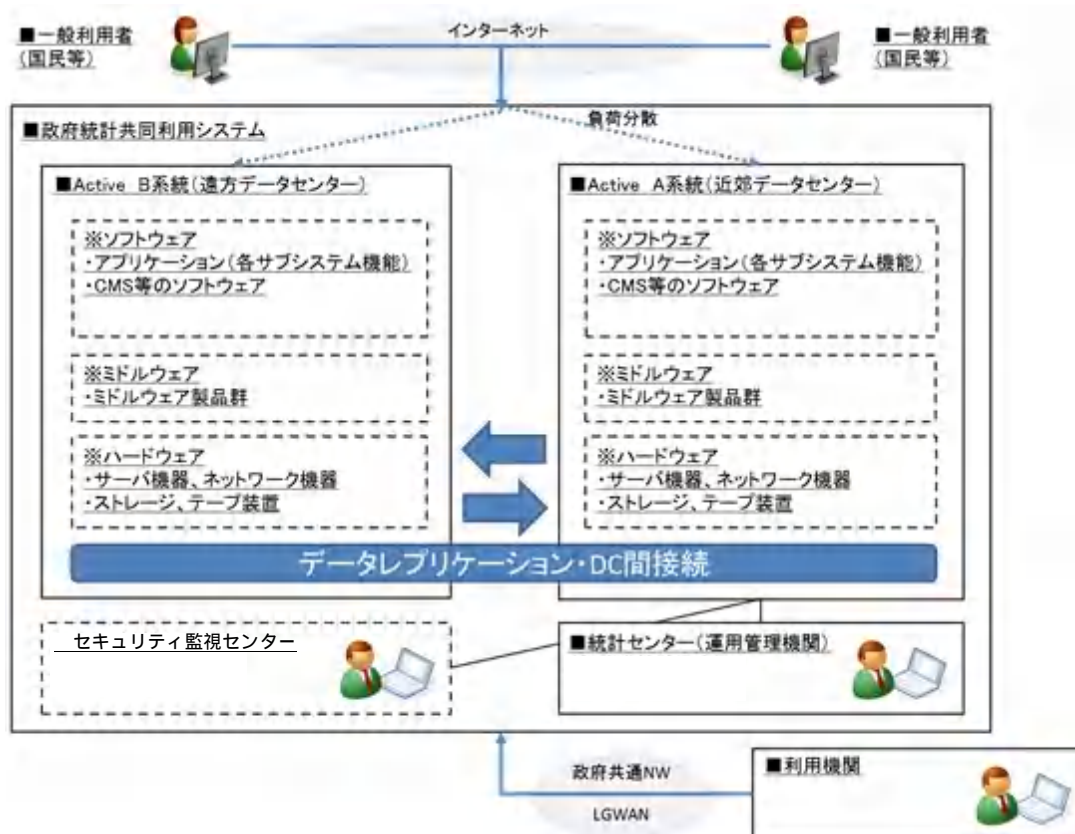 ■一般利用者
(国民等)
インターネット
■一般利用者
(国民等)
負荷分散
■政府統計共同利用システム
■Active B系統(遠方データセンター)
※ソフトウェア
・アプリケーション(各サブシステム機能)
・CMS等のソフトウェア
※ミドルウェア
・ミドルウェア製品群
※ハードウェア
・サーバ機器、ネットワーク機器
・ストレージ、テープ装置
■Active A系統(近郊データセンター)
※ソフトウェア
・アプリケーション(各サブシステム機能)
・CMS等のソフトウェア
※ミドルウェア
・ミドルウェア製品群
※ハードウェア
・サーバ機器、ネットワーク機器
・ストレージ、テープ装置
データレプリケーション・DC間接続
セキュリティ監視センター
■統計センター(運用管理機関)
政府共通NW
LGWAN
■利用機関